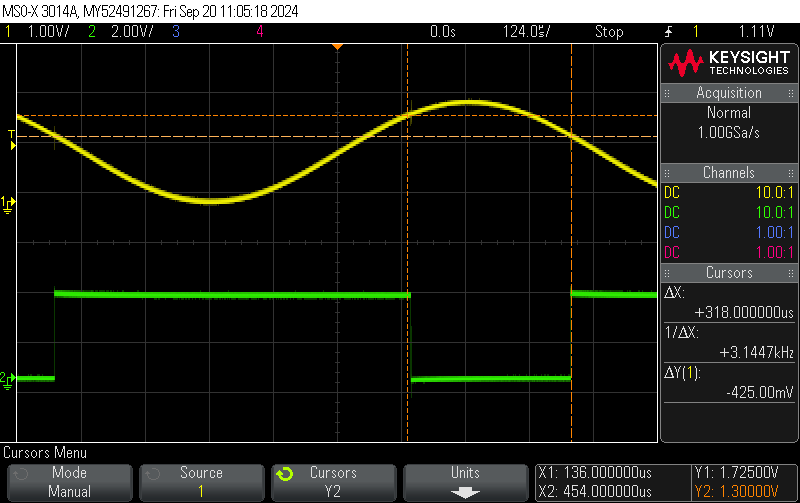 MSO-X 3014A, MY52491267: Fri Sep 20 11:05:18 2024
1 1.00V/ 2 2.00V/ 3 4 0.0s 124.0us/ Stop 1 1.11V
KEYSIGHT
TECHNOLOGIES
Acquisition
Normal
1.00GSa/s
Channels
DC 10.0:1
DC 10.0:1
DC 1.00:1
DC 1.00:1
Cursors
ΔX:
+318.000000us
1/ΔX:
+3.1447kHz
ΔY(1):
-425.00mV
T
1
2
Cursors Menu
Mode
Manual
Source
1
Cursors
Y2
Units
X1: 136.000000us
X2: 454.000000us
Y1: 1.72500V
Y2: 1.30000V